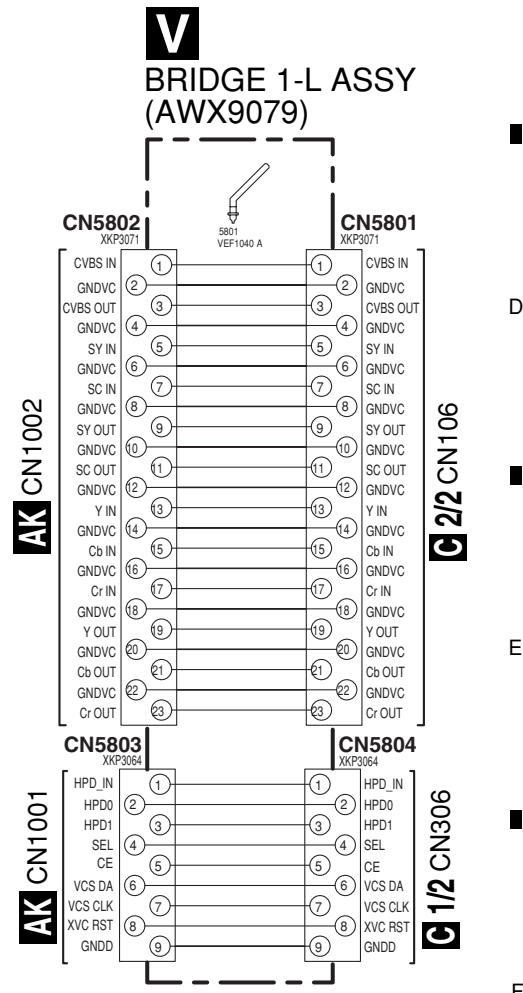 V
BRIDGE 1-L ASSY
(AWX9079)
5801
VEF1040 A
CN5802
XKP3071
CN5801
XKP3071
CVBS IN 1 1 CVBS IN
GNDVC 2 2 GNDVC
CVBS OUT 3 3 CVBS OUT
GNDVC 4 4 GNDVC
SY IN 5 5 SY IN
GNDVC 6 6 GNDVC
SC IN 7 7 SC IN
GNDVC 8 8 GNDVC
SY OUT 9 9 SY OUT
GNDVC 10 10 GNDVC
SC OUT 11 11 SC OUT
GNDVC 12 12 GNDVC
Y IN 13 13 Y IN
GNDVC 14 14 GNDVC
Cb IN 15 15 Cb IN
GNDVC 16 16 GNDVC
Cr IN 17 17 Cr IN
GNDVC 18 18 GNDVC
Y OUT 19 19 Y OUT
GNDVC 20 20 GNDVC
Cb OUT 21 21 Cb OUT
GNDVC 22 22 GNDVC
Cr OUT 23 23 Cr OUT
AK CN1002
C 2/2 CN106
CN5803
XKP3064
CN5804
XKP3064
HPD_IN 1 1 HPD_IN
HPD0 2 2 HPD0
HPD1 3 3 HPD1
SEL 4 4 SEL
CE 5 5 CE
VCS DA 6 6 VCS DA
VCS CLK 7 7 VCS CLK
XVC RST 8 8 XVC RST
GNDD 9 9 GNDD
AK CN1001
C 1/2 CN306
D
E